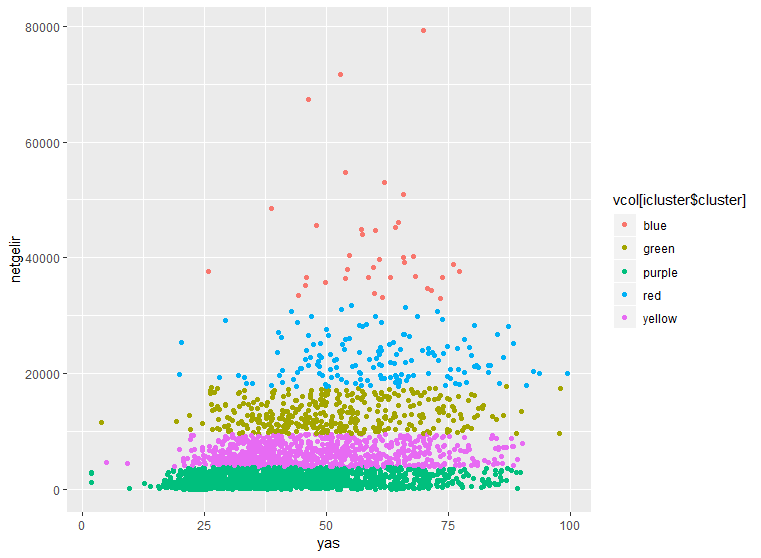 80000
60000
40000
20000
0
netgelir
0
25
50
75
100
yas
vcol[icluster$cluster]
blue
green
purple
red
yellow